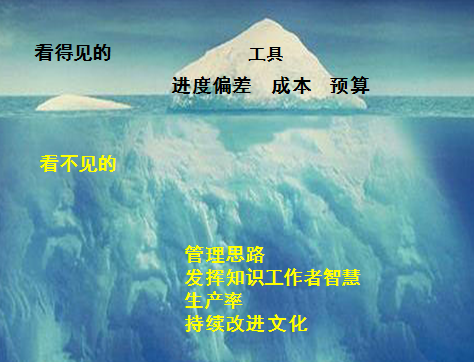 看得见的
工具
进度偏差 成本 预算
看不见的
管理思路
发挥知识工作者智慧
生产率
持续改进文化